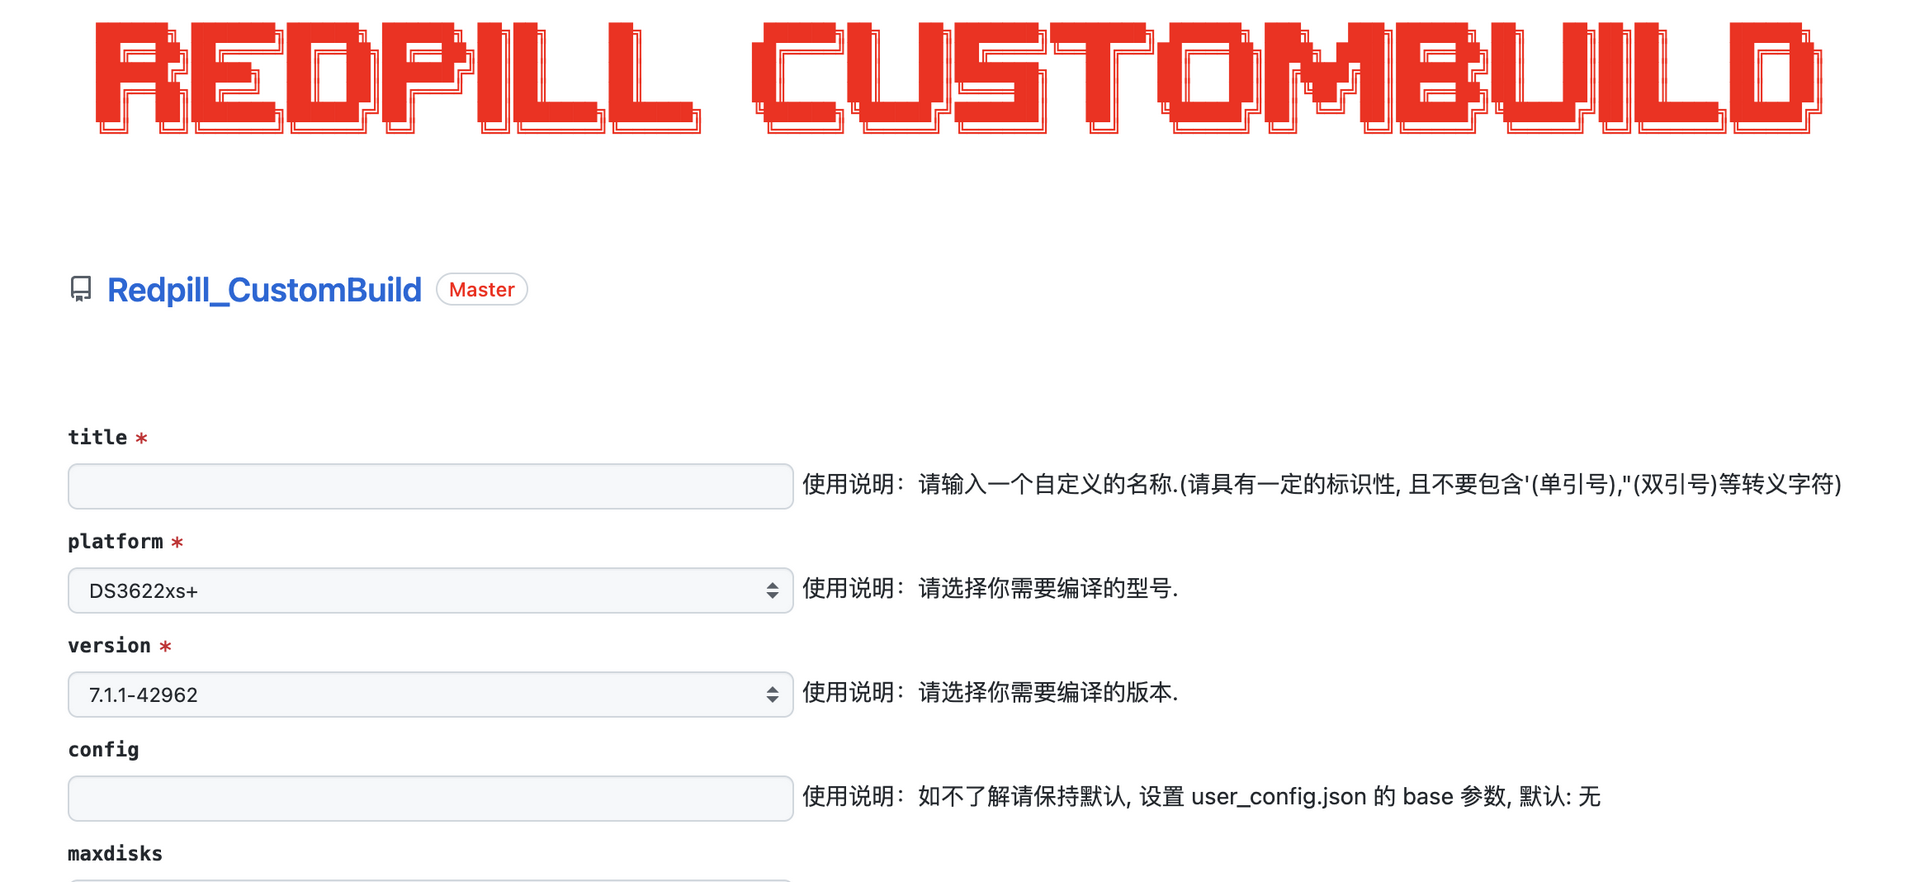 REDPILL CUSTOMBUILD
Redpill_CustomBuild Master
title *
使用说明：请输入一个自定义的名称.(请具有一定的标识性, 且不要包含'(单引号),"(双引号)等转义字符)
platform *
DS3622xs+ 使用说明：请选择你需要编译的型号.
version *
7.1.1-42962 使用说明：请选择你需要编译的版本.
config
使用说明：如不了解请保持默认, 设置 user_config.json 的 base 参数, 默认: 无
maxdisks